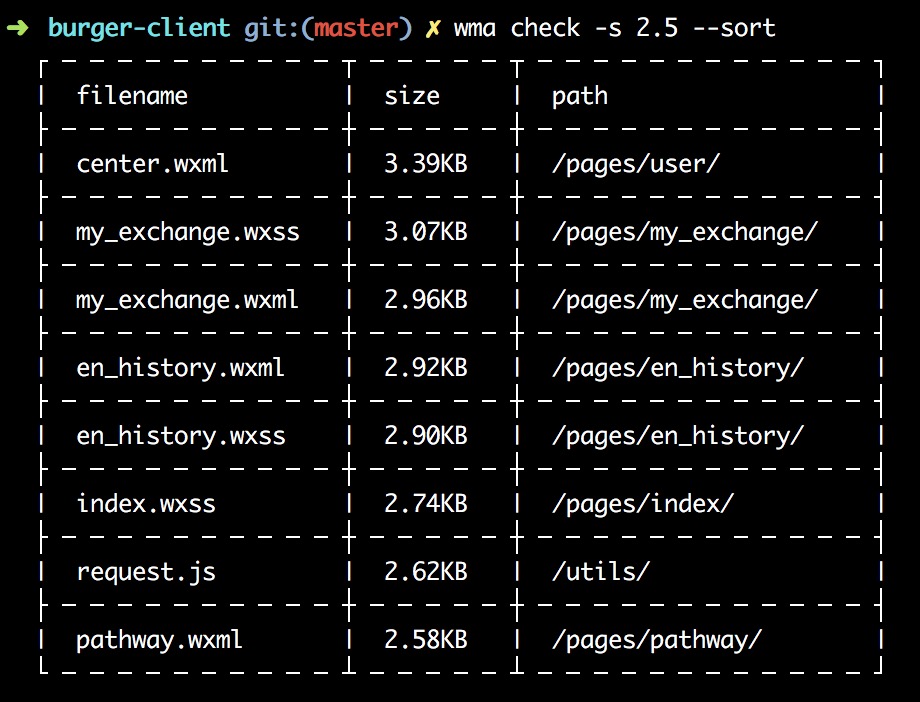 ➜ burger-client git:(master) ✗ wma check -s 2.5 --sort
filename size path
center.wxml 3.39KB /pages/user/
my_exchange.wxss 3.07KB /pages/my_exchange/
my_exchange.wxml 2.96KB /pages/my_exchange/
en_history.wxml 2.92KB /pages/en_history/
en_history.wxss 2.90KB /pages/en_history/
index.wxss 2.74KB /pages/index/
request.js 2.62KB /utils/
pathway.wxml 2.58KB /pages/pathway/